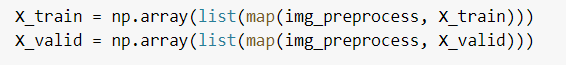 X_train = np.array(list(map(img_preprocess, X_train)))
X_valid = np.array(list(map(img_preprocess, X_valid)))